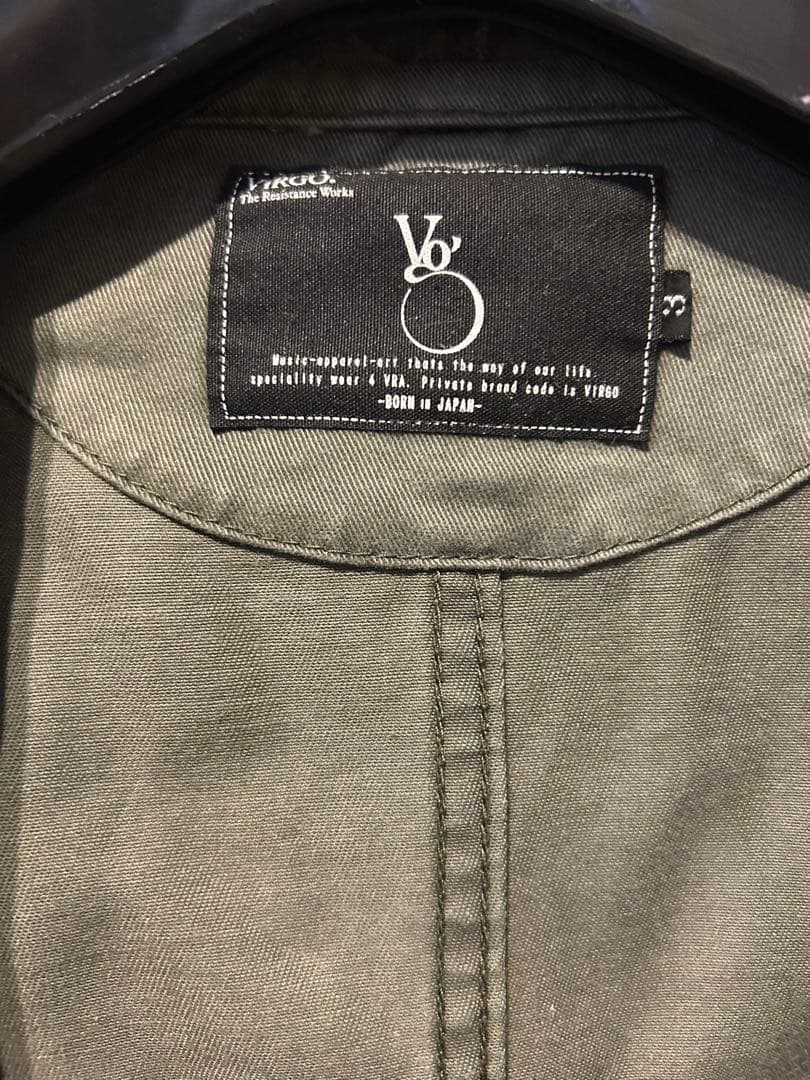 VIRGO.
The Resistance Works
Vo'
3
Music-apparel-art thats the way of our life.
speciality wear 4 VRA. Private brand code is VIRGO
-BORN in JAPAN-